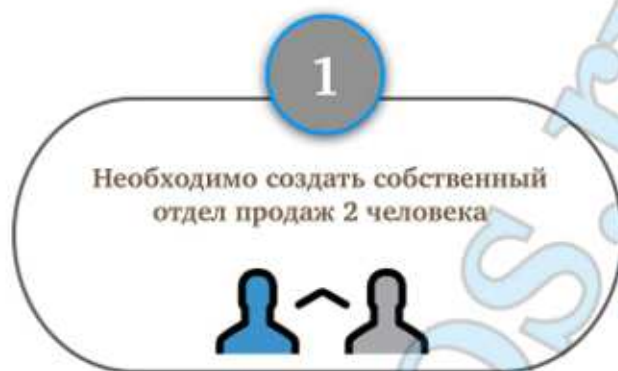 1
Необходимо создать собственный
отдел продаж 2 человека